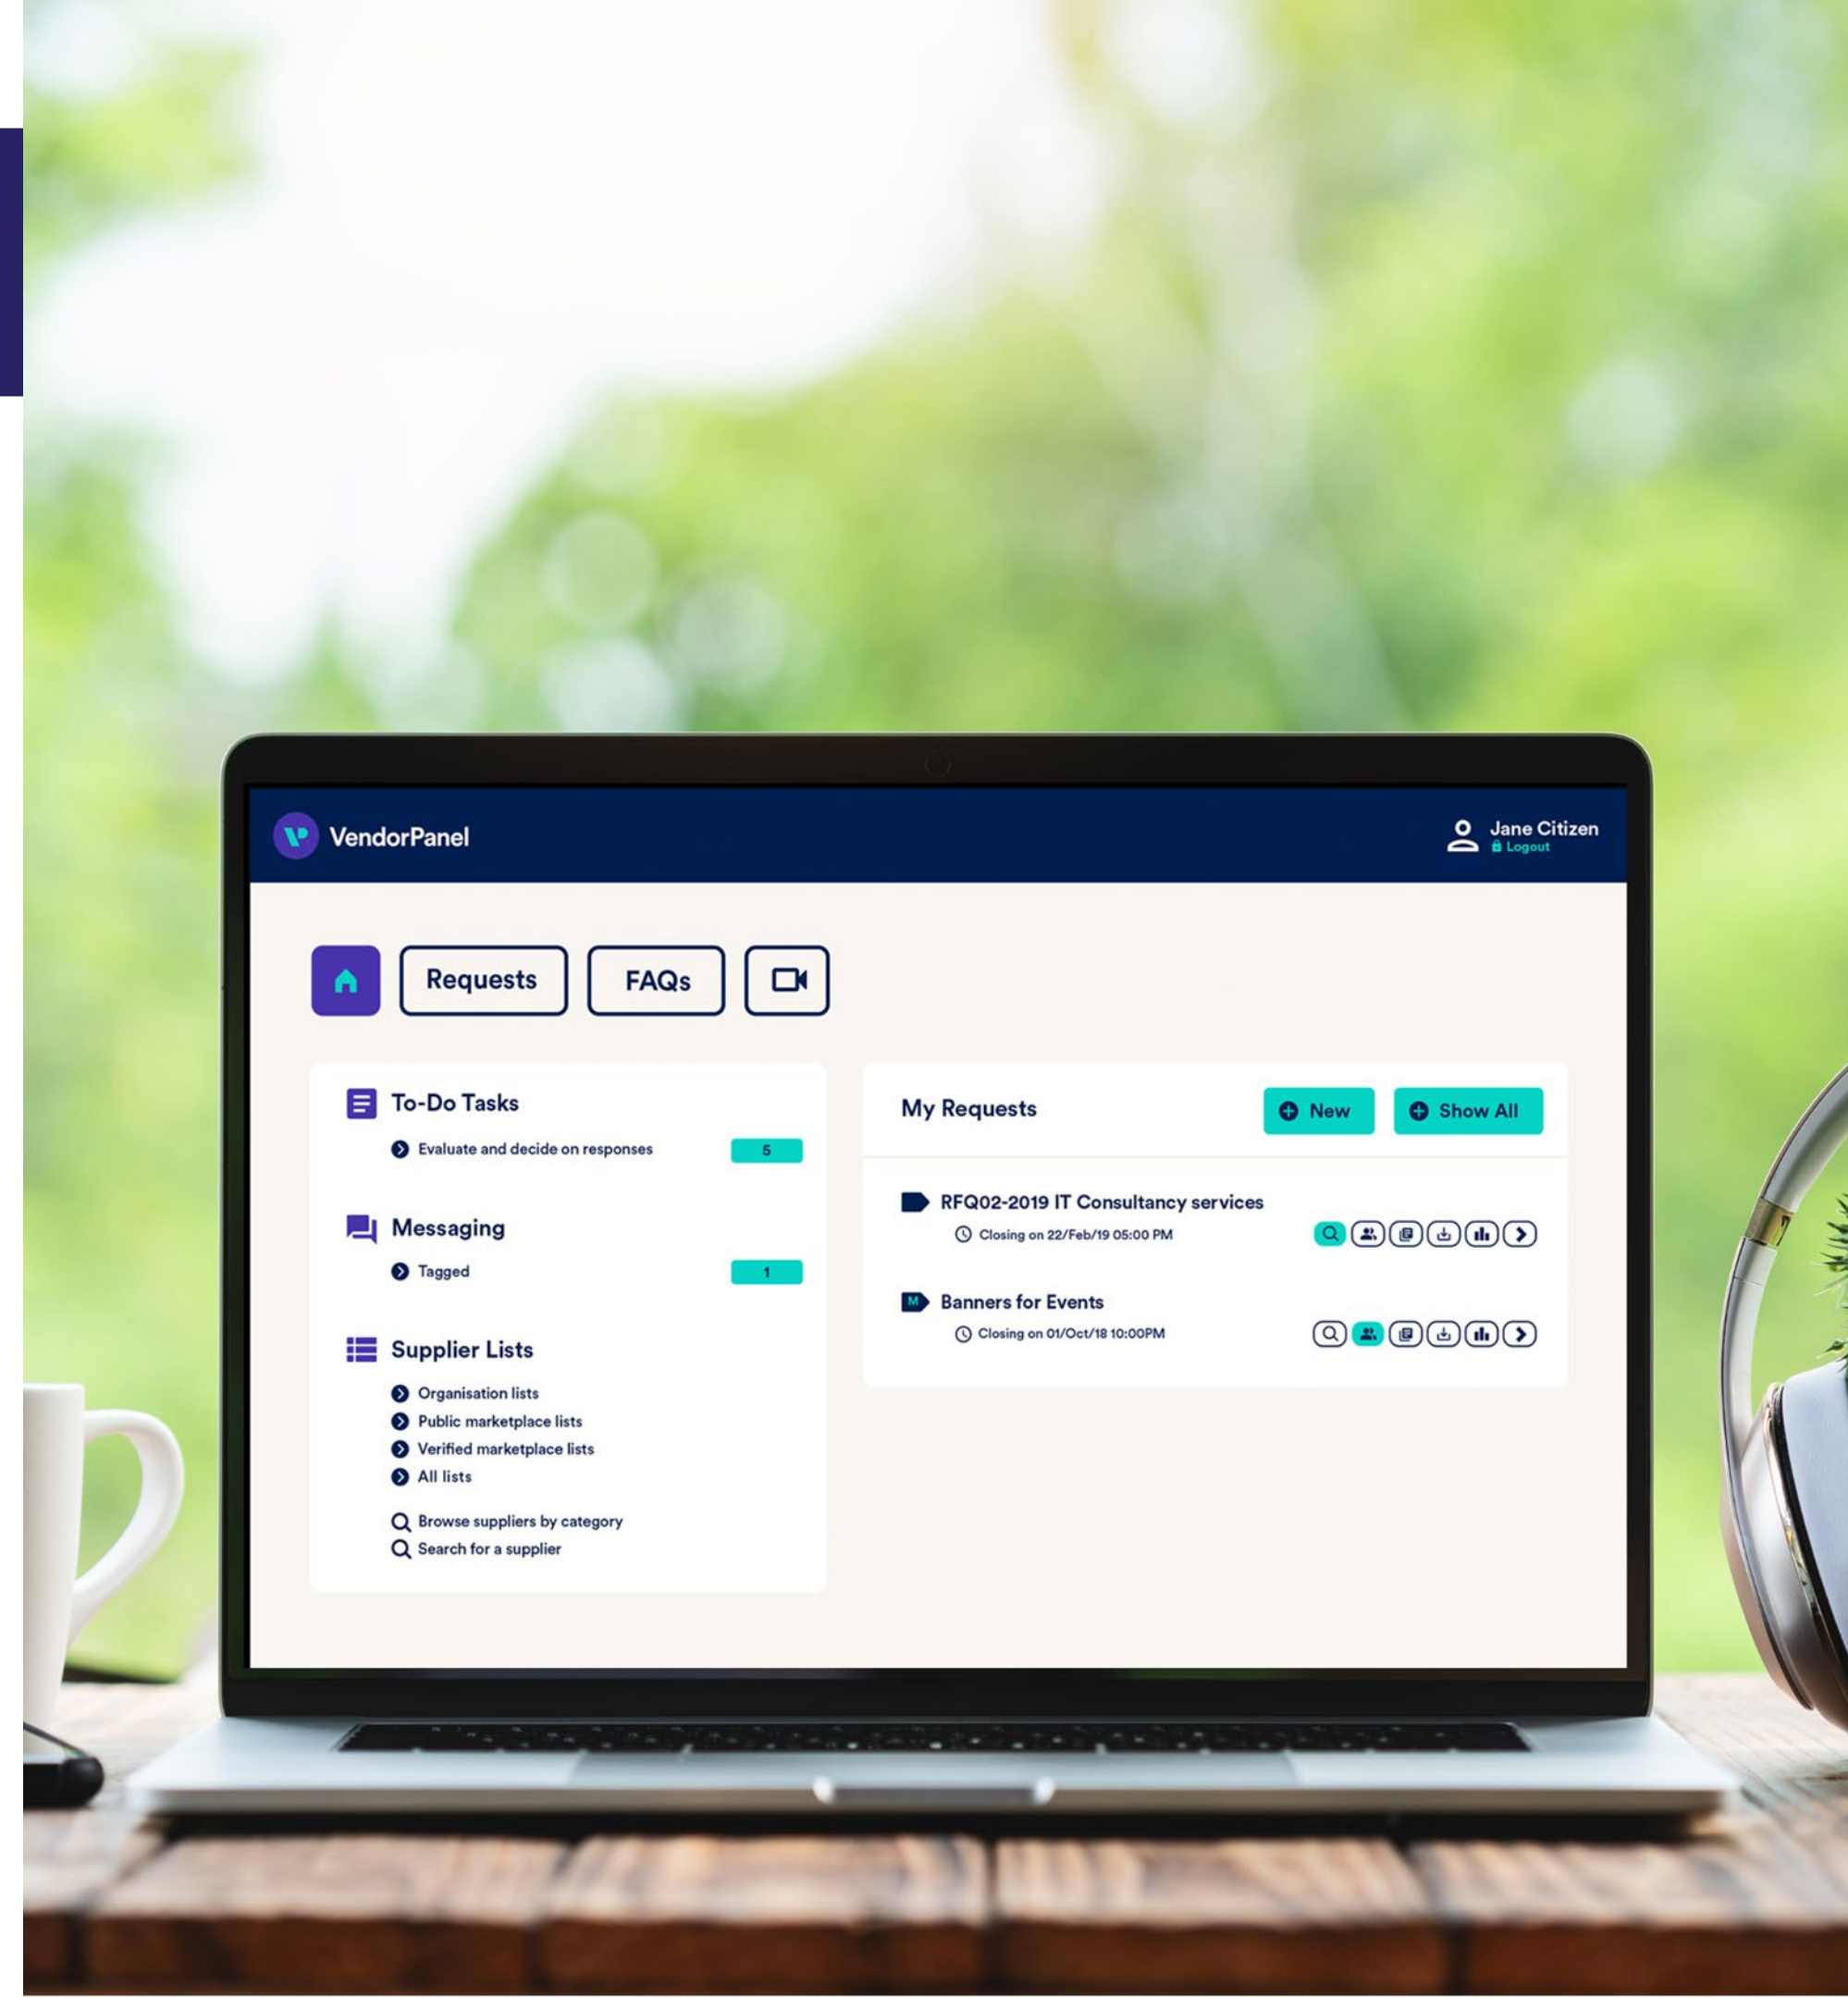 VendorPanel
Jane Citizen
Logout
Requests
FAQs
To-Do Tasks
Evaluate and decide on responses 5
Messaging
Tagged 1
Supplier Lists
Organisation lists
Public marketplace lists
Verified marketplace lists
All lists
Browse suppliers by category
Search for a supplier
My Requests
New
Show All
RFQ02-2019 IT Consultancy services
Closing on 22/Feb/19 05:00 PM
M Banners for Events
Closing on 01/Oct/18 10:00PM